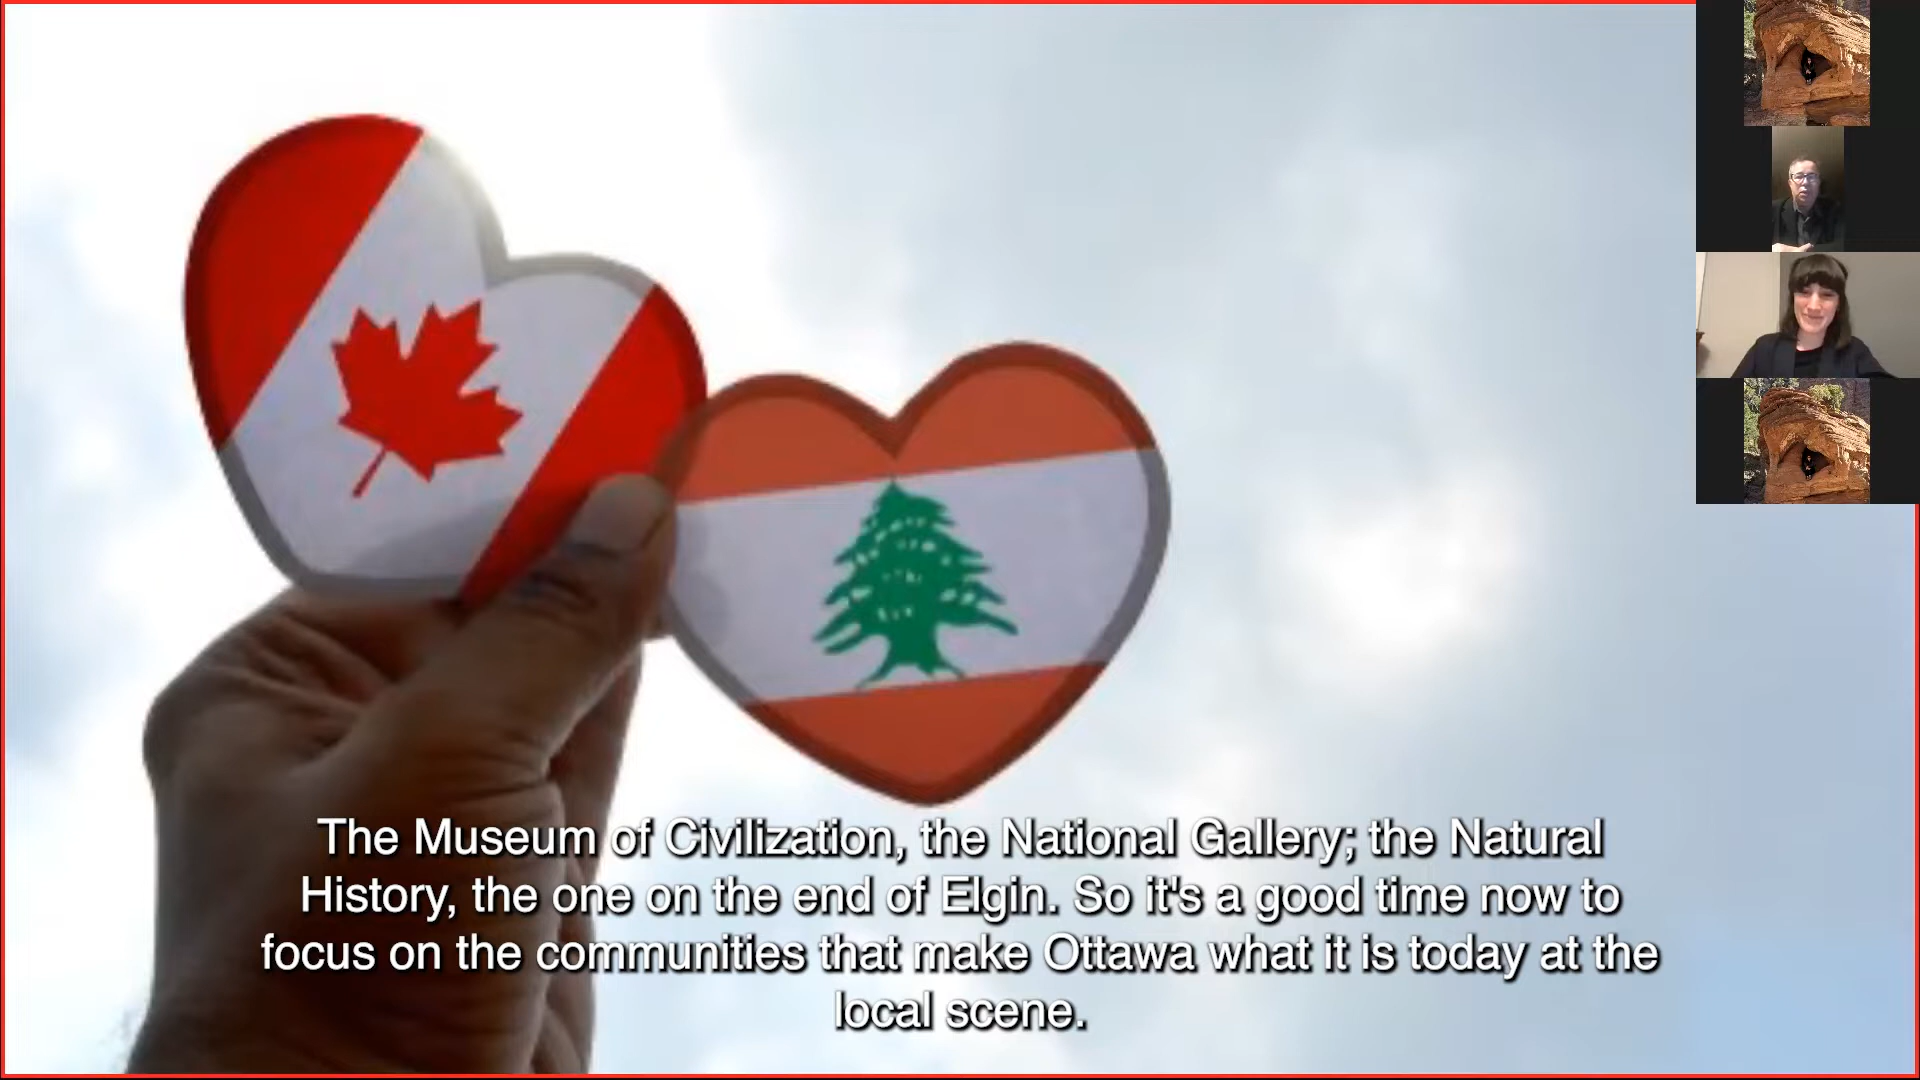 The Museum of Civilization, the National Gallery; the Natural
History, the one on the end of Elgin. So it's a good time now to
focus on the communities that make Ottawa what it is today at the
local scene.